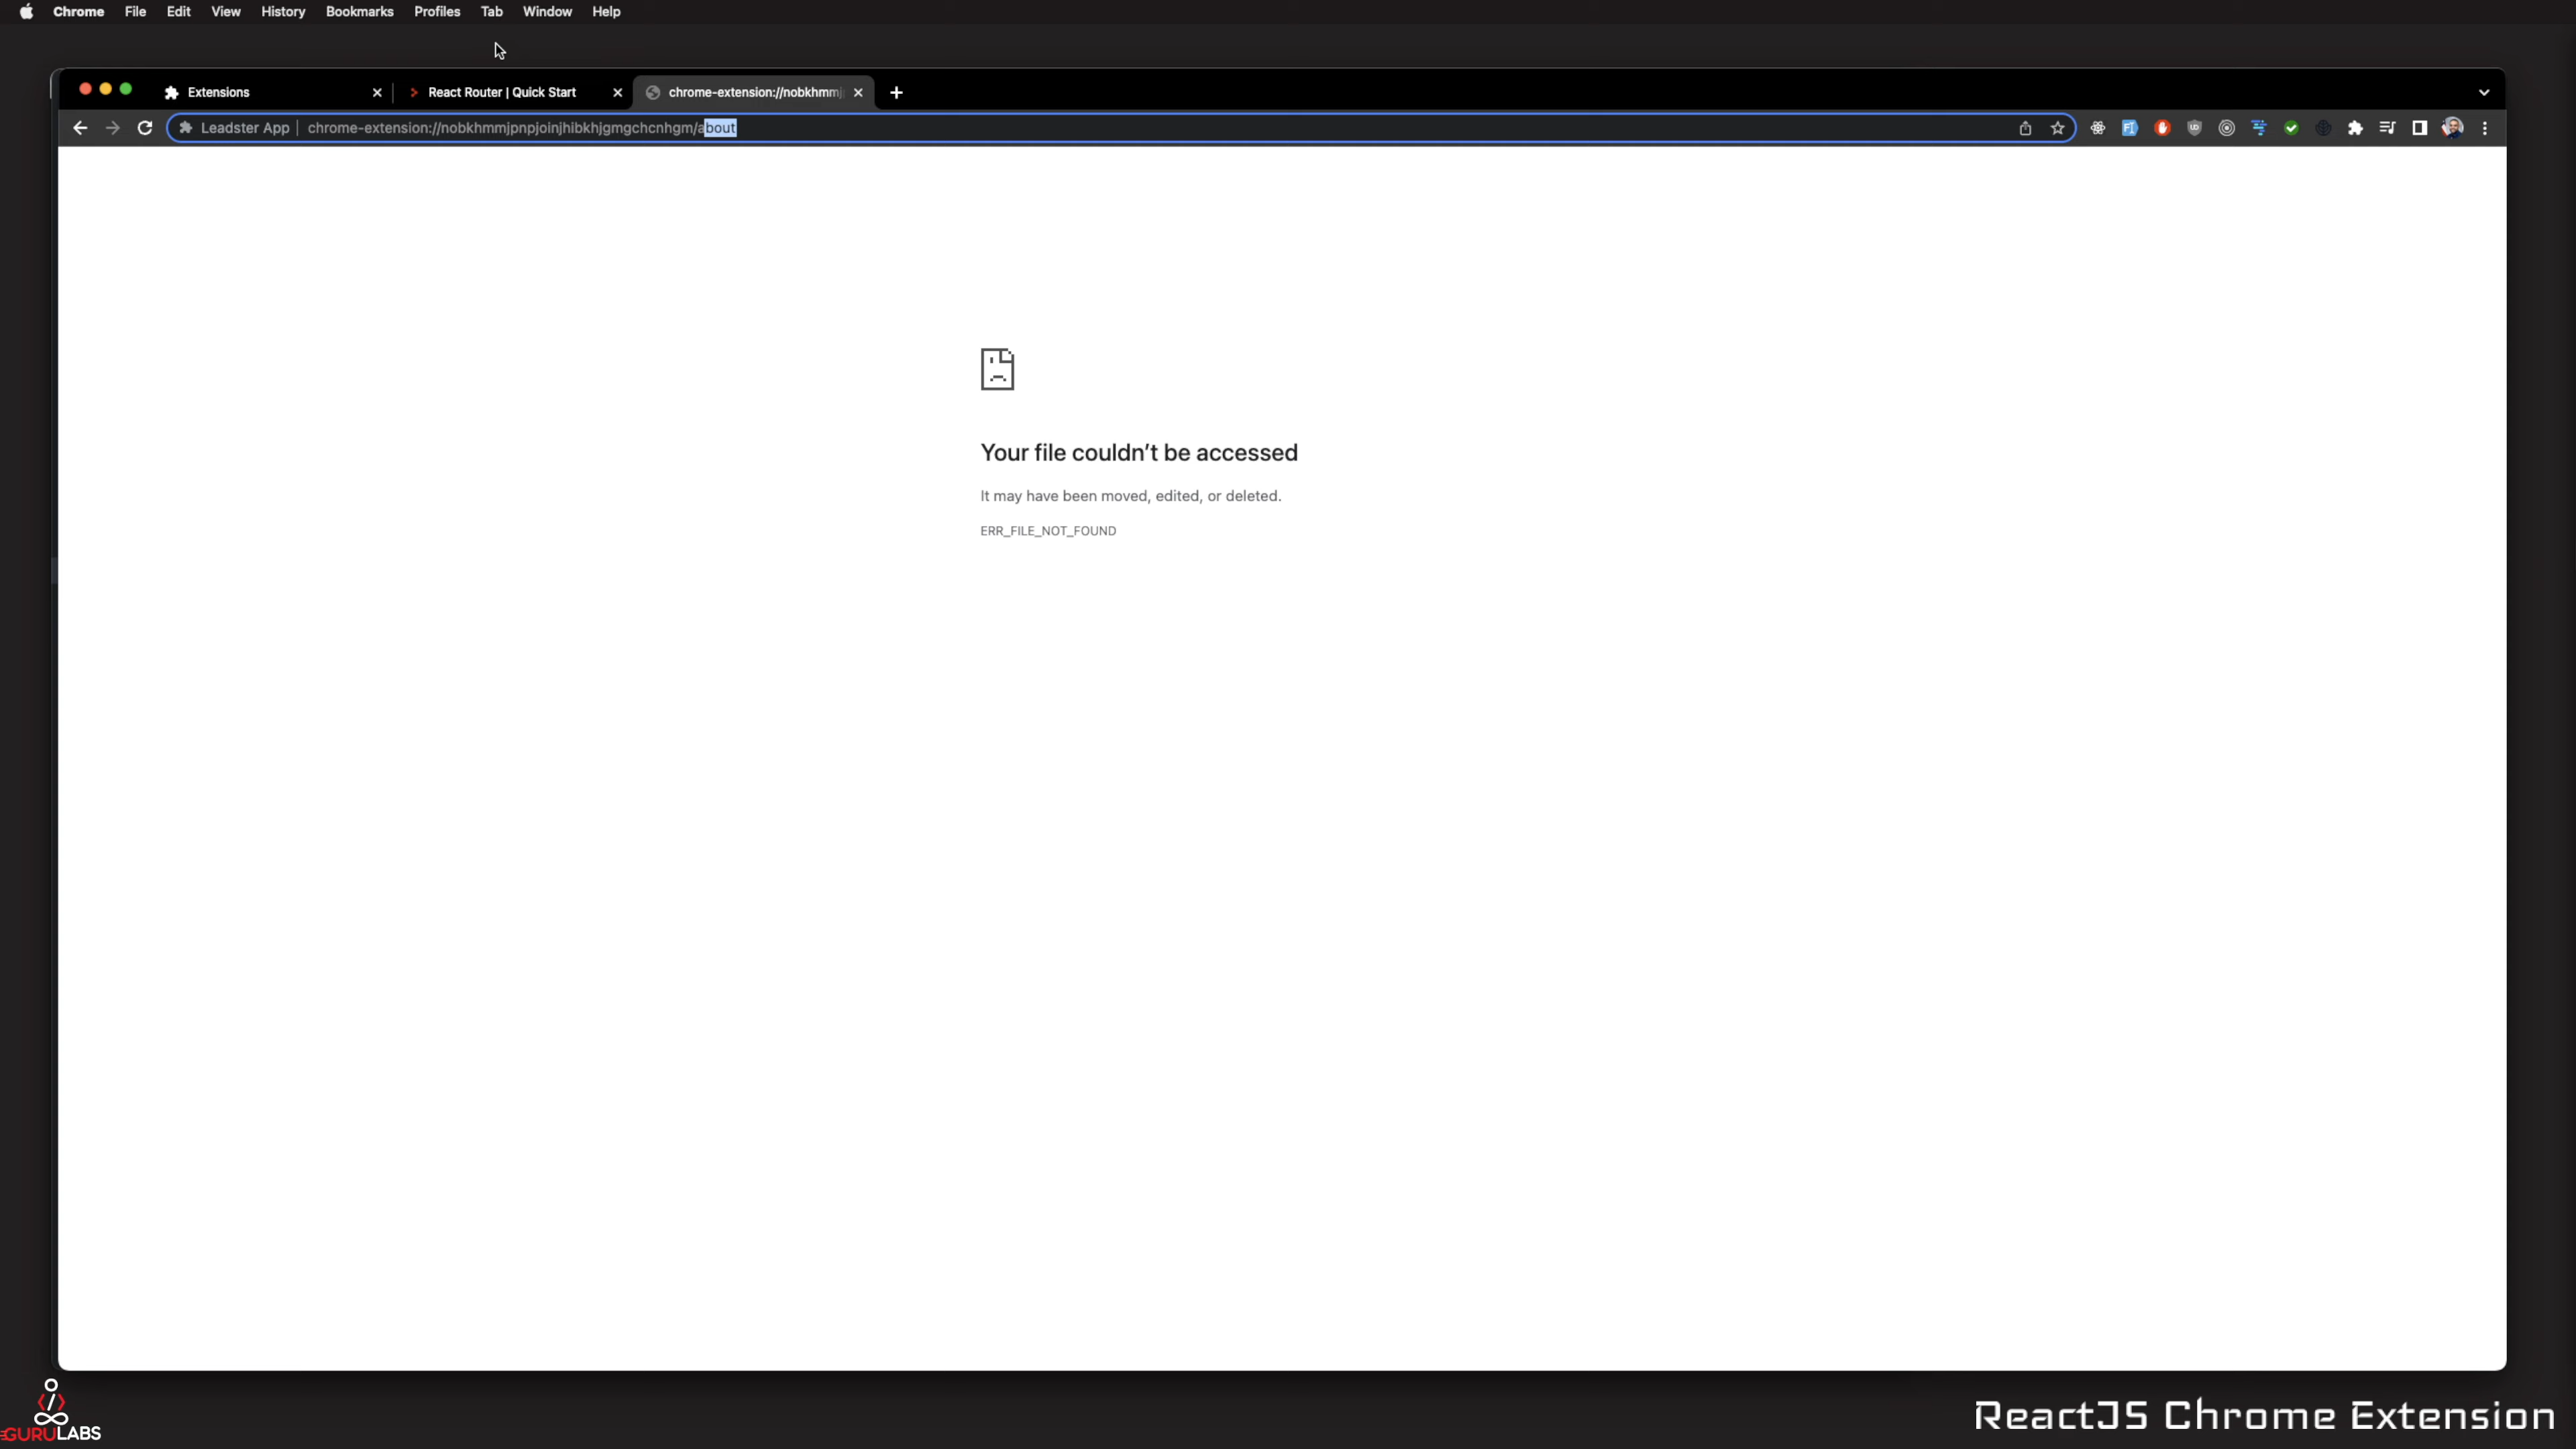 Chrome File Edit View History Bookmarks Profiles Tab Window Help
Extensions React Router | Quick Start chrome-extension://nobkhmmj
Leadster App | chrome-extension://nobkhmmjpnpjoinjhibkhjgmgchcnhgm/about
Your file couldn't be accessed
It may have been moved, edited, or deleted.
ERR_FILE_NOT_FOUND
GURULABS
ReactJS Chrome Extension